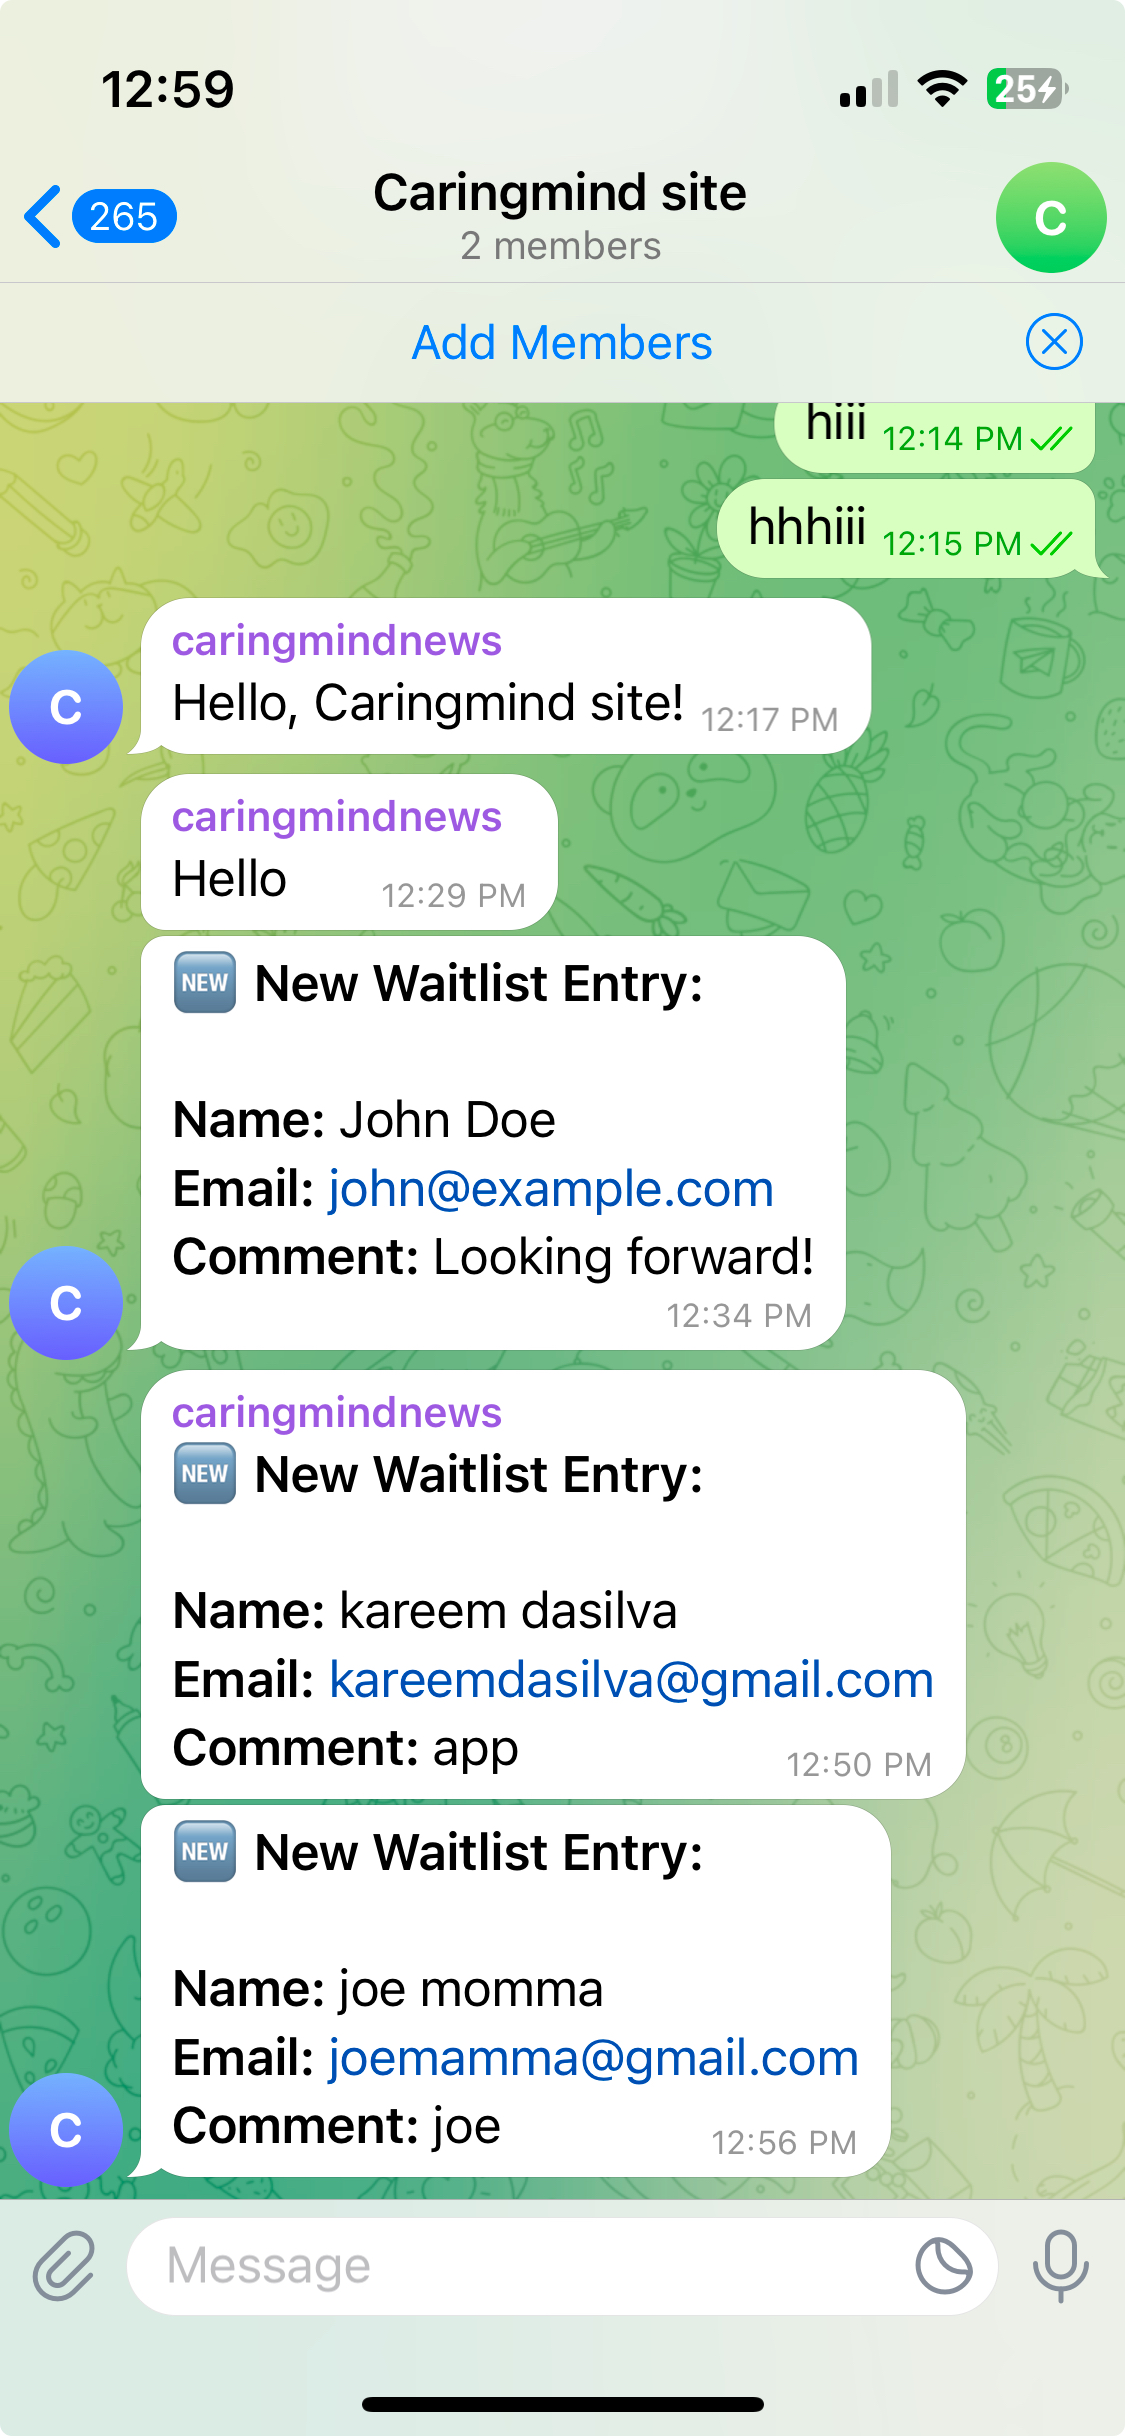 12:59
25
265
Caringmind site
2 members
C
Add Members
hiii 12:14 PM
hhhiii 12:15 PM
caringmindnews
C
Hello, Caringmind site! 12:17 PM
caringmindnews
Hello 12:29 PM
NEW New Waitlist Entry:
Name: John Doe
Email: john@example.com
Comment: Looking forward!
C
12:34 PM
caringmindnews
NEW New Waitlist Entry:
Name: kareem dasilva
Email: kareemdasilva@gmail.com
Comment: app 12:50 PM
NEW New Waitlist Entry:
Name: joe momma
Email: joemamma@gmail.com
Comment: joe 12:56 PM
C
Message